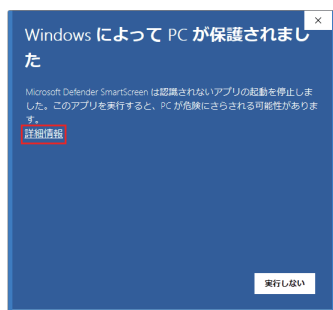 Windows によって PC が保護されまし
た
Microsoft Defender SmartScreen は認識されないアプリの起動を停止しま
した。このアプリを実行すると、PC が危険にさらされる可能性がありま
す。
詳細情報
実行しない